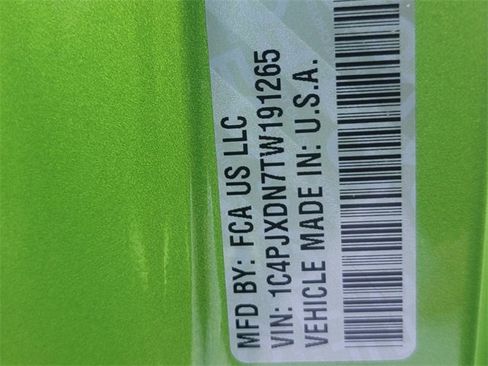 MFD BY: FCA US LLC
VIN: 1C4PJXDN7TW191265
VEHICLE MADE IN: U.S.A.